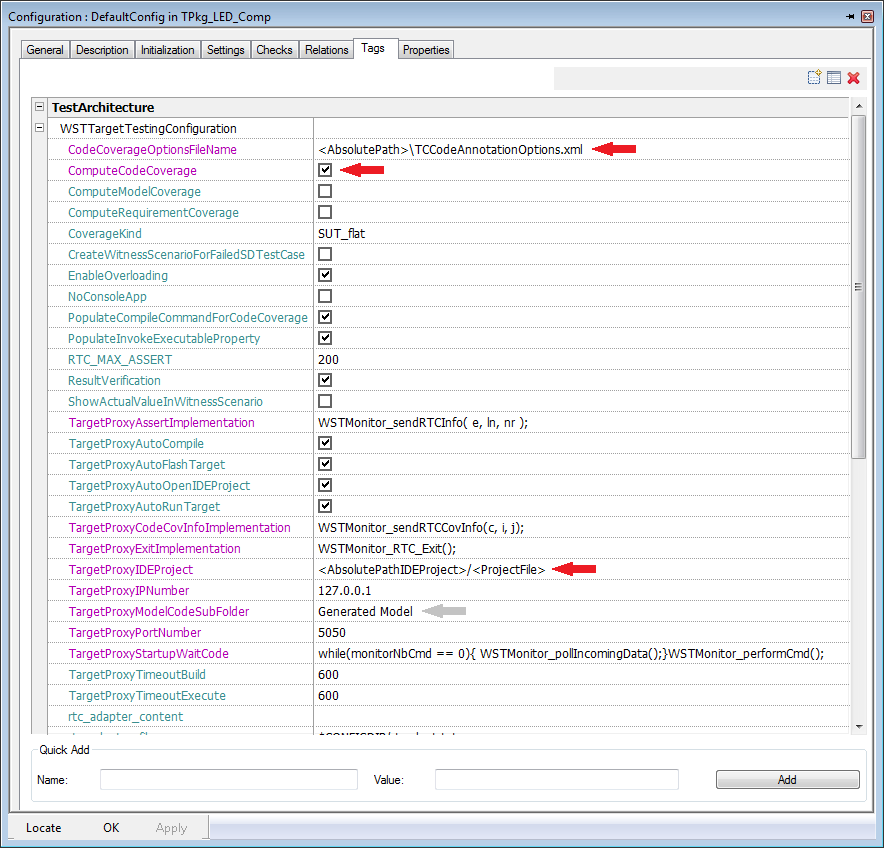 Configuration : DefaultConfig in TPkg_LED_Comp
General Description Initialization Settings Checks Relations Tags Properties
TestArchitecture
WSTTargetTestingConfiguration
CodeCoverageOptionsFileName <AbsolutePath>\TCCodeAnnotationOptions.xml
ComputeCodeCoverage
ComputeModelCoverage
ComputeRequirementCoverage
CoverageKind SUT_flat
CreateWitnessScenarioForFailedSDTestCase
EnableOverloading
NoConsoleApp
PopulateCompileCommandForCodeCoverage
PopulateInvokeExecutableProperty
RTC_MAX_ASSERT 200
ResultVerification
ShowActualValueInWitnessScenario
TargetProxyAssertImplementation WSTMonitor_sendRTCInfo( e, ln, nr );
TargetProxyAutoCompile
TargetProxyAutoFlashTarget
TargetProxyAutoOpenIDEProject
TargetProxyAutoRunTarget
TargetProxyCodeCovInfoImplementation WSTMonitor_sendRTCCovInfo(c, i, j);
TargetProxyExitImplementation WSTMonitor_RTC_Exit();
TargetProxyIDEProject <AbsolutePathIDEProject>/<ProjectFile>
TargetProxyIPNumber 127.0.0.1
TargetProxyModelCodeSubFolder Generated Model
TargetProxyPortNumber 5050
TargetProxyStartupWaitCode while(monitorNbCmd == 0){ WSTMonitor_pollIncomingData();}WSTMonitor_performCmd();
TargetProxyTimeoutBuild 600
TargetProxyTimeoutExecute 600
rtc_adapter_content
Quick Add
Name: Value: Add
Locate OK Apply